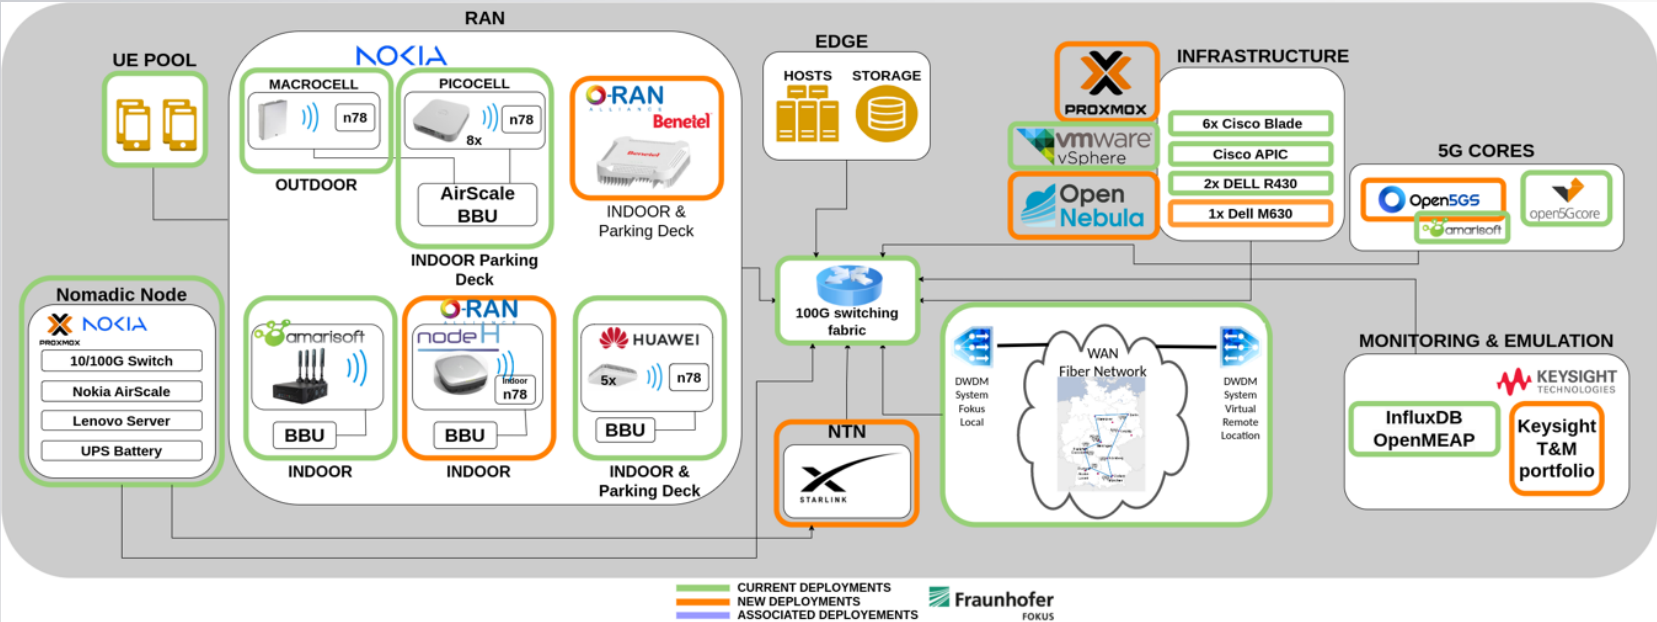 RAN
UE POOL
NOKIA
MACROCELL
n78
OUTDOOR
PICOCELL
8x
n78
AirScale
BBU
INDOOR Parking
Deck
O-RAN
ALLIANCE
Benetel
Benetel
INDOOR &
Parking Deck
Nomadic Node
PROXMOX
NOKIA
10/100G Switch
Nokia AirScale
Lenovo Server
UPS Battery
amarisoft
BBU
INDOOR
O-RAN
ALLIANCE
node H
Indoor
n78
BBU
INDOOR
HUAWEI
5x
n78
BBU
INDOOR &
Parking Deck
EDGE
HOSTS
STORAGE
100G switching
fabric
NTN
STARLINK
INFRASTRUCTURE
PROXMOX
vmware
vSphere
Open
Nebula
6x Cisco Blade
Cisco APIC
2x DELL R430
1x Dell M630
5G CORES
Open5GS
amarisoft
open5Gcore
DWDM
System
Fokus
Local
WAN
Fiber Network
DWDM
System
Virtual
Remote
Location
MONITORING & EMULATION
KEYSIGHT
TECHNOLOGIES
InfluxDB
OpenMEAP
Keysight
T&M
portfolio
CURRENT DEPLOYMENTS
NEW DEPLOYMENTS
ASSOCIATED DEPLOYEMENTS
Fraunhofer
FOKUS